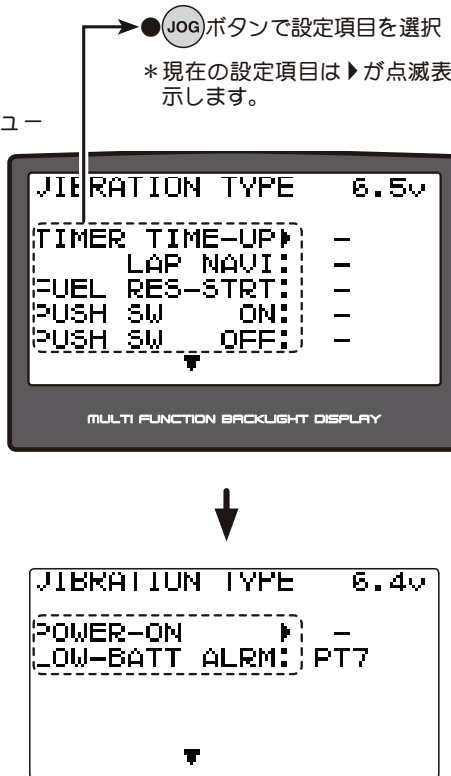 ●JOGボタンで設定項目を選択
＊現在の設定項目は▶が点滅表
示します。
ュー
VIBRATION TYPE 6.5v
TIMER TIME-UP▶ –
LAP NAVI: –
FUEL RES-STRT: –
PUSH SW ON: –
PUSH SW OFF: –
▼
MULTI FUNCTION BACKLIGHT DISPLAY
VIBRATION TYPE 6.4v
POWER-ON ▶ –
LOW-BATT ALRM: PT7
▼